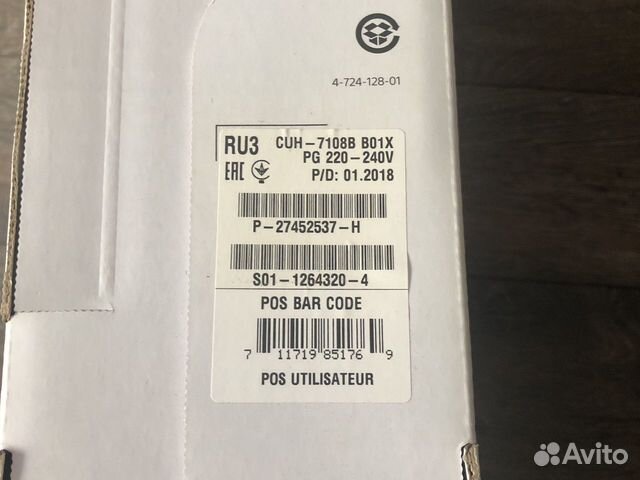 4-724-128-01
RU3 CUH-7108B B01X
PG 220-240V
EAC P/D: 01.2018
P-27452537-H
S01-1264320-4
POS BAR CODE
7 11719 85176 9
POS UTILISATEUR
Avito